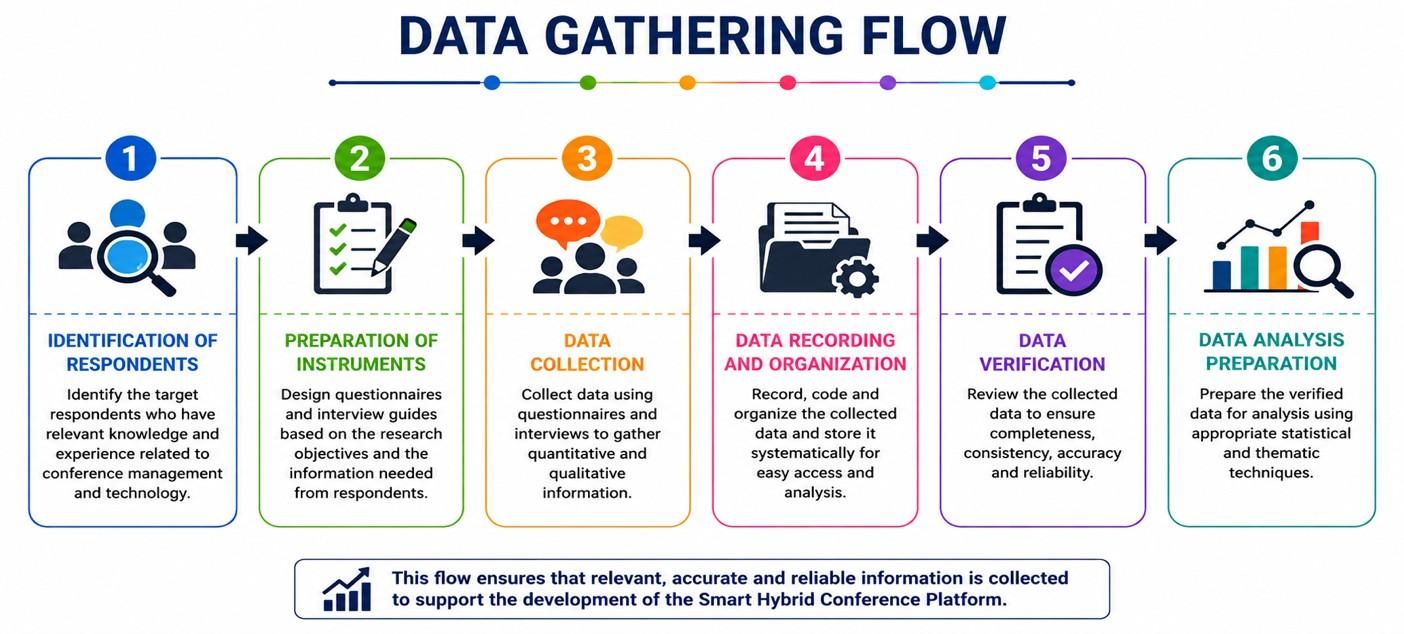 DATA GATHERING FLOW
1
IDENTIFICATION OF
RESPONDENTS
Identify the target
respondents who have
relevant knowledge and
experience related to
conference management
and technology.
2
PREPARATION OF
INSTRUMENTS
Design questionnaires
and interview guides
based on the research
objectives and the
information needed
from respondents.
3
DATA
COLLECTION
Collect data using
questionnaires and
interviews to gather
quantitative and
qualitative
information.
4
DATA RECORDING
AND ORGANIZATION
Record, code and
organize the collected
data and store it
systematically for
easy access and
analysis.
5
DATA
VERIFICATION
Review the collected
data to ensure
completeness,
consistency, accuracy
and reliability.
6
DATA ANALYSIS
PREPARATION
Prepare the verified
data for analysis using
appropriate statistical
and thematic
techniques.
This flow ensures that relevant, accurate and reliable information is collected
to support the development of the Smart Hybrid Conference Platform.